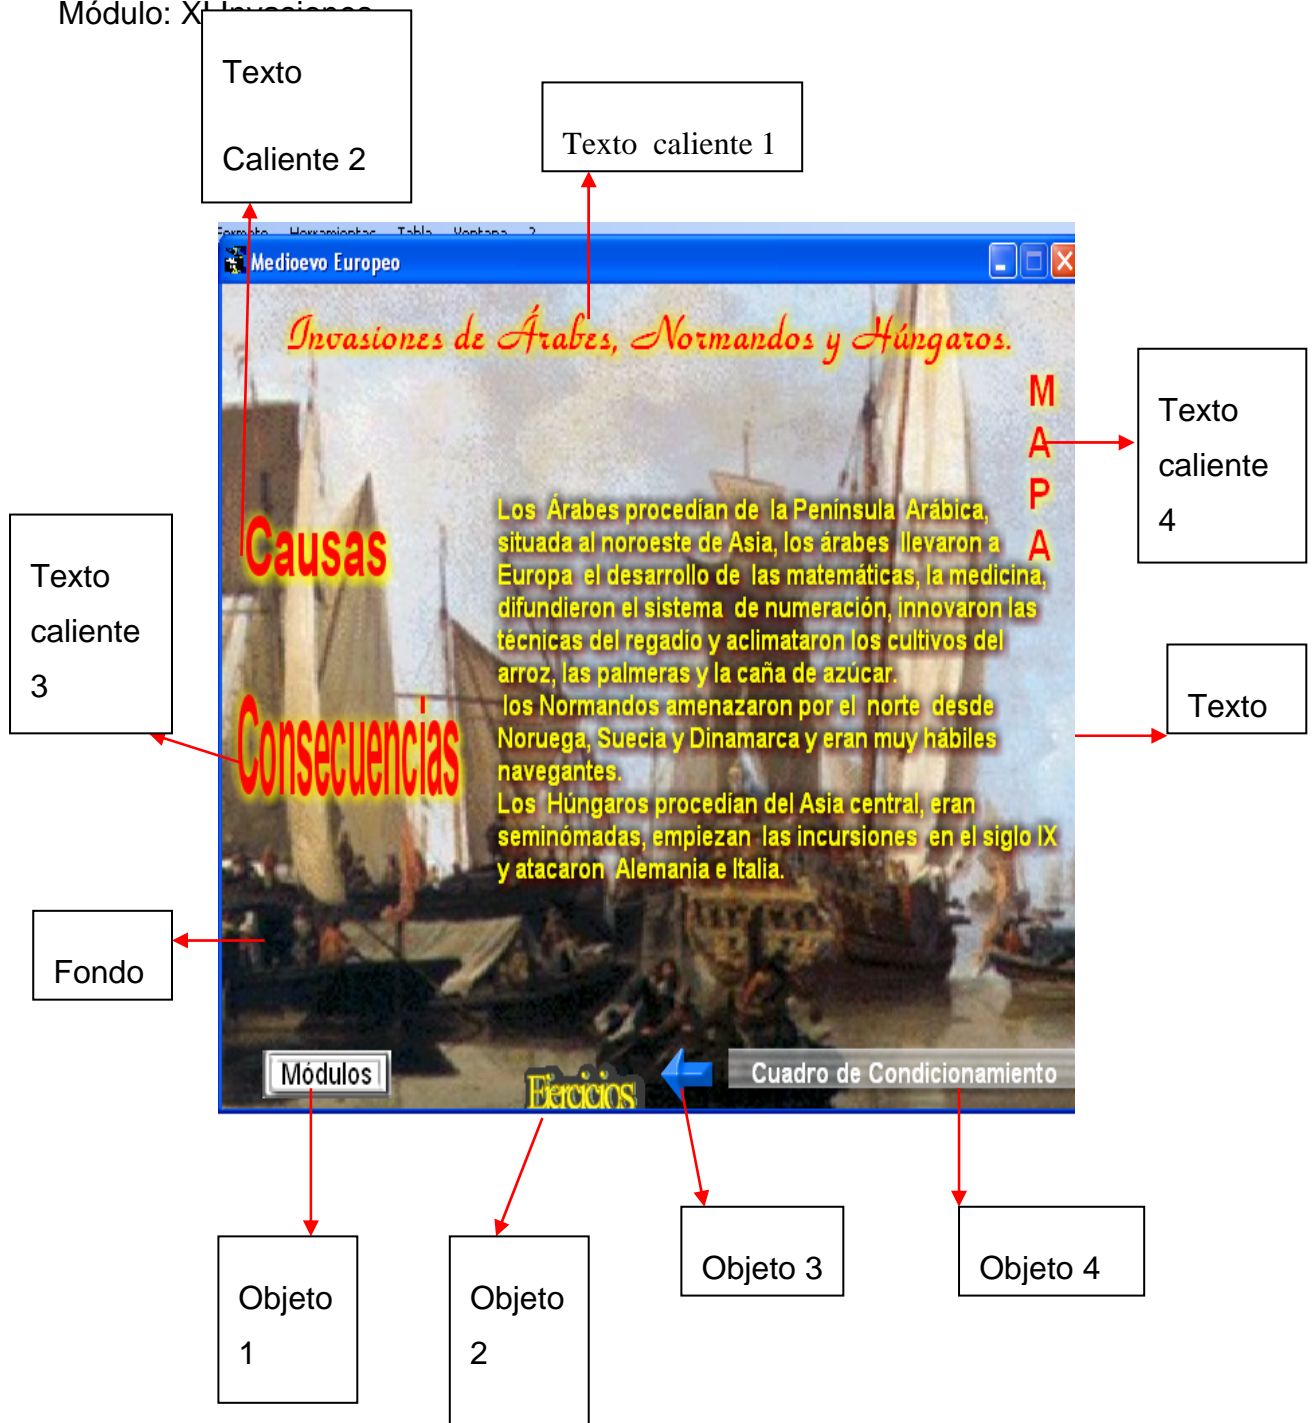 Módulo: XI Invasiones
Texto
Caliente 2
Texto caliente 1
Formato Herramientas Tabla Ventana ?
Medioevo Europeo
Invasiones de Árabes, Normandos y Húngaros.
M
A
P
A
Texto
caliente
4
Causas
Los Árabes procedían de la Península Arábica,
situada al noroeste de Asia, los árabes llevaron a
Europa el desarrollo de las matemáticas, la medicina,
difundieron el sistema de numeración, innovaron las
técnicas del regadío y aclimataron los cultivos del
arroz, las palmeras y la caña de azúcar.
los Normandos amenazaron por el norte desde
Noruega, Suecia y Dinamarca y eran muy hábiles
navegantes.
Los Húngaros procedían del Asia central, eran
seminómadas, empiezan las incursiones en el siglo IX
y atacaron Alemania e Italia.
Texto
caliente
3
Consecuencias
Texto
Fondo
Módulos
Ejercicios
Cuadro de Condicionamiento
Objeto
1
Objeto
2
Objeto 3
Objeto 4